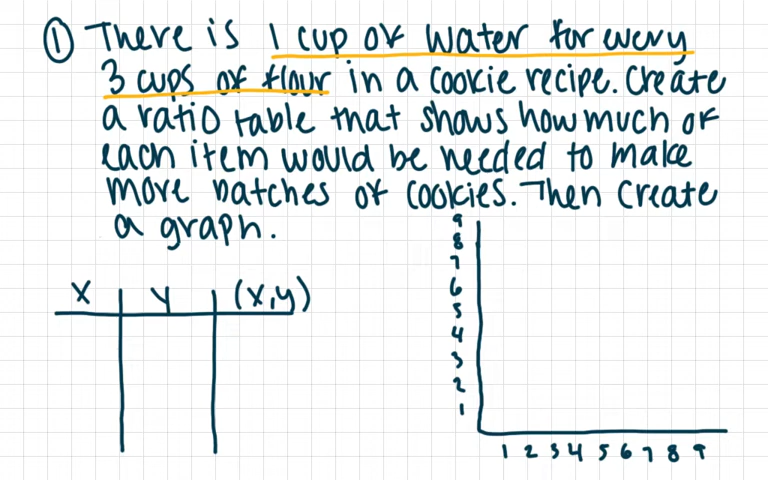 ① There is 1 cup of water for every
3 cups of flour in a cookie recipe. Create
a ratio table that shows how much of
each item would be needed to make
more batches of cookies. Then create
a graph.
X Y (X,Y)
9
8
7
6
5
4
3
2
1
1 2 3 4 5 6 7 8 9